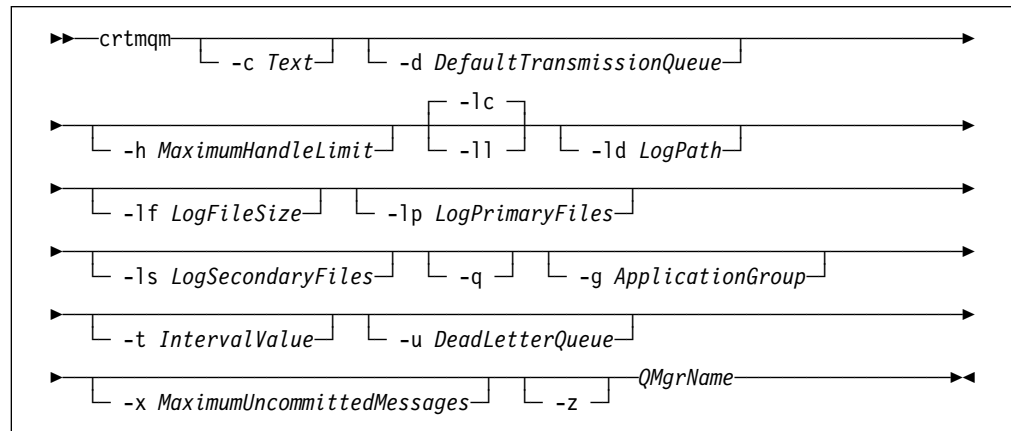 crtmqm -c Text -d DefaultTransmissionQueue
-lc
-h MaximumHandleLimit -ll -ld LogPath
-lf LogFileSize -lp LogPrimaryFiles
-ls LogSecondaryFiles -q -g ApplicationGroup
-t IntervalValue -u DeadLetterQueue
QMgrName
-x MaximumUncommittedMessages -z